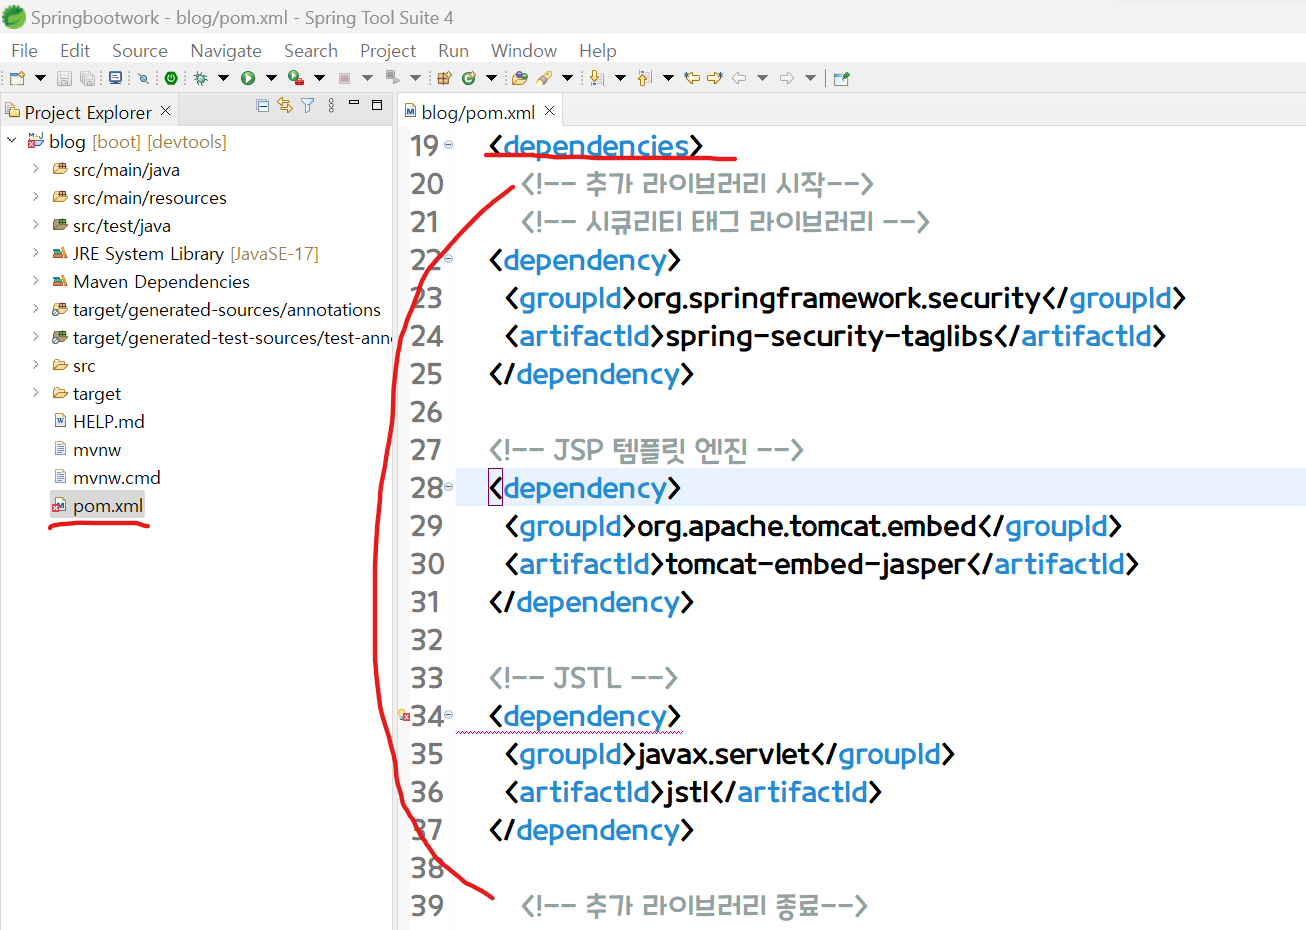 Springbootwork - blog/pom.xml - Spring Tool Suite 4
File Edit Source Navigate Search Project Run Window Help
Project Explorer
blog [boot] [devtools]
src/main/java
src/main/resources
src/test/java
JRE System Library [JavaSE-17]
Maven Dependencies
target/generated-sources/annotations
target/generated-test-sources/test-anno
src
target
HELP.md
mvnw
mvnw.cmd
pom.xml
blog/pom.xml
19 <dependencies>
20 <!-- 추가 라이브러리 시작-->
21 <!-- 시큐리티 태그 라이브러리 -->
22 <dependency>
23 <groupId>org.springframework.security</groupId>
24 <artifactId>spring-security-taglibs</artifactId>
25 </dependency>
26
27 <!-- JSP 템플릿 엔진 -->
28 <dependency>
29 <groupId>org.apache.tomcat.embed</groupId>
30 <artifactId>tomcat-embed-jasper</artifactId>
31 </dependency>
32
33 <!-- JSTL -->
34 <dependency>
35 <groupId>javax.servlet</groupId>
36 <artifactId>jstl</artifactId>
37 </dependency>
38
39 <!-- 추가 라이브러리 종료-->